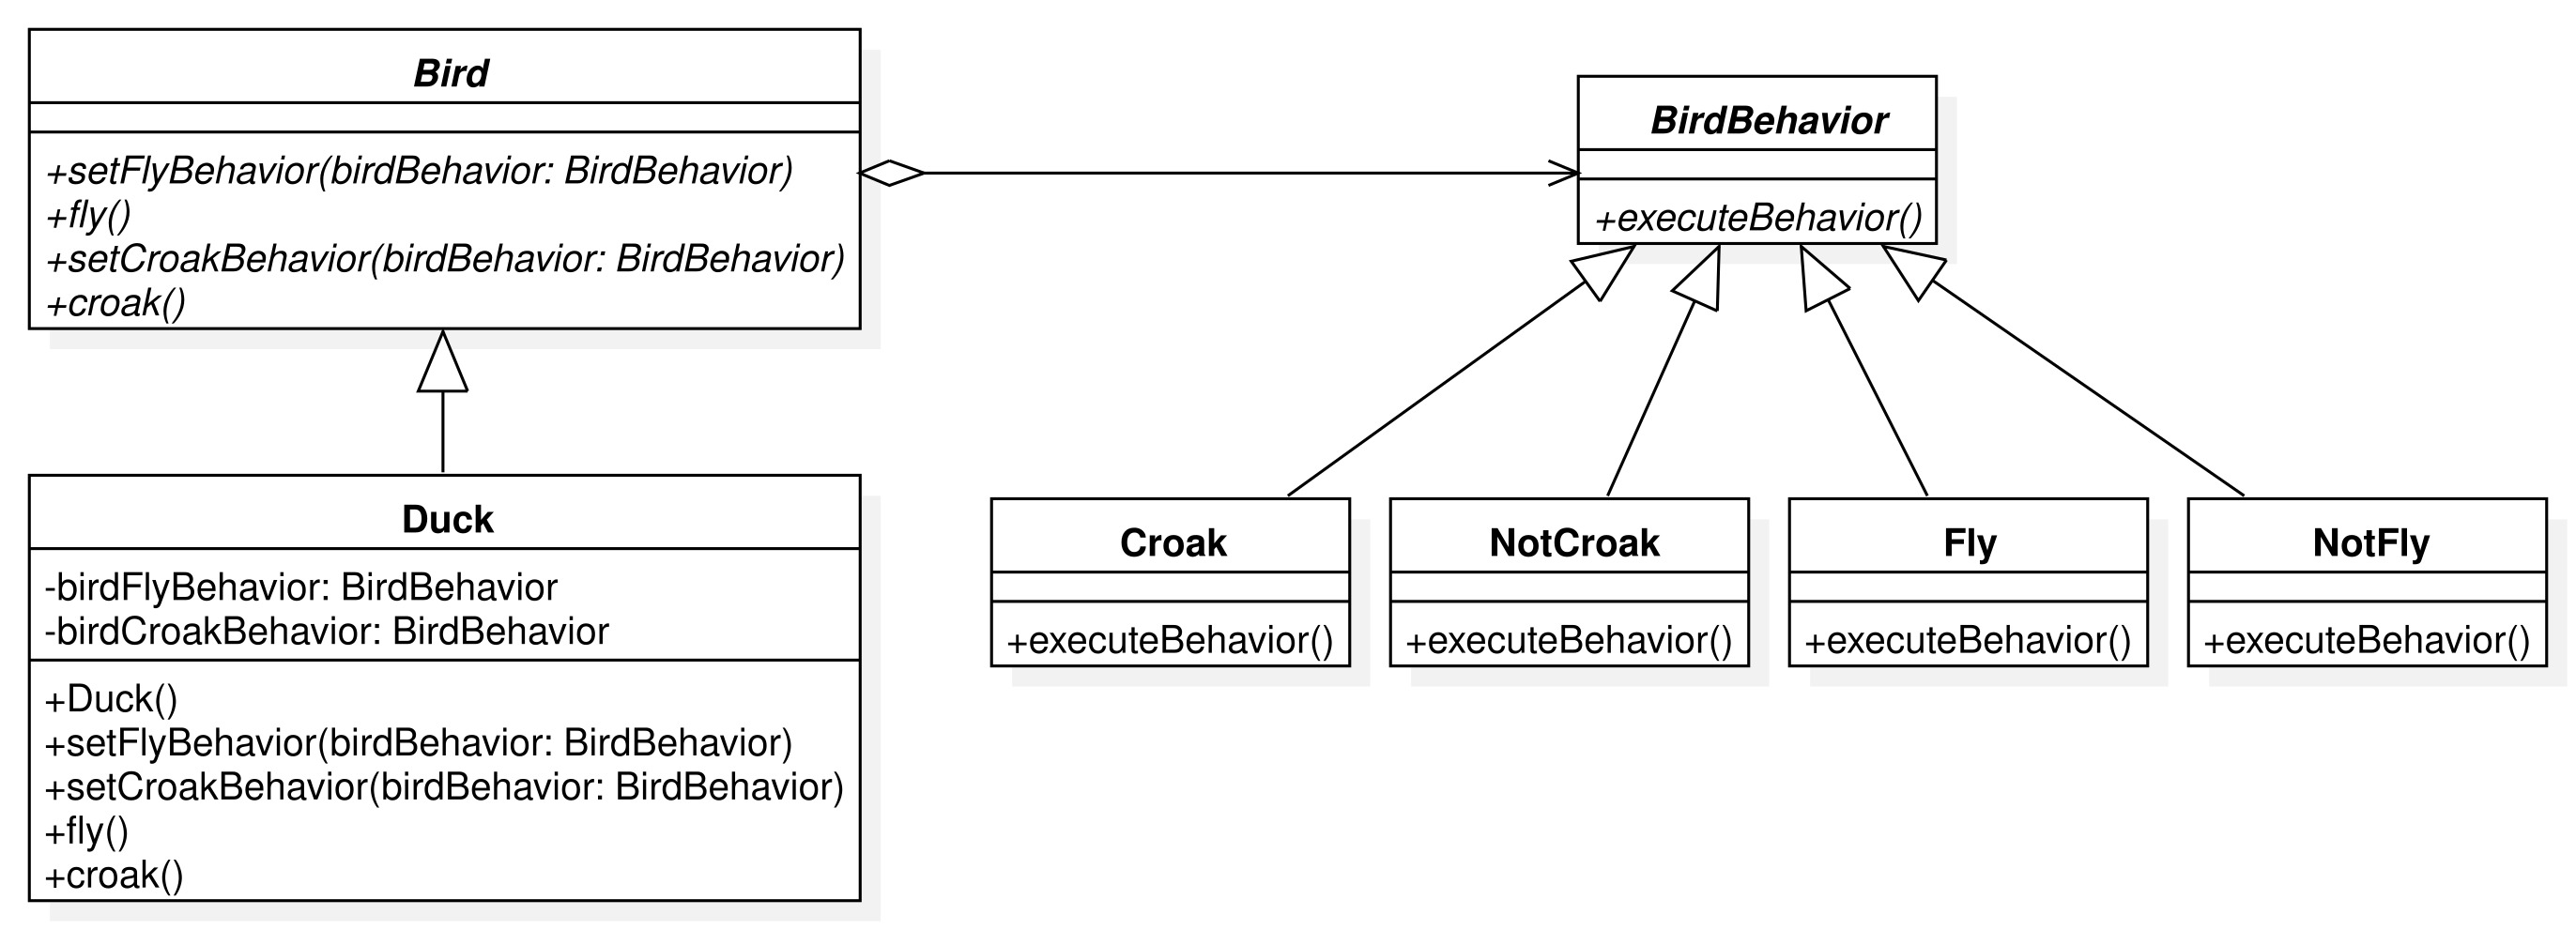 Bird
+setFlyBehavior(birdBehavior: BirdBehavior)
+fly()
+setCroakBehavior(birdBehavior: BirdBehavior)
+croak()
BirdBehavior
+executeBehavior()
Duck
-birdFlyBehavior: BirdBehavior
-birdCroakBehavior: BirdBehavior
+Duck()
+setFlyBehavior(birdBehavior: BirdBehavior)
+setCroakBehavior(birdBehavior: BirdBehavior)
+fly()
+croak()
Croak
+executeBehavior()
NotCroak
+executeBehavior()
Fly
+executeBehavior()
NotFly
+executeBehavior()